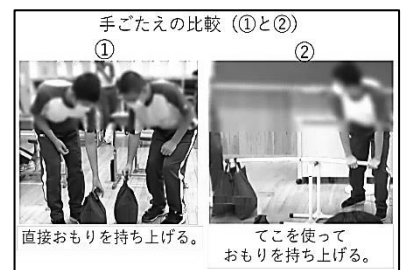 手ごたえの比較（①と②）
①
②
直接おもりを持ち上げる。
てこを使って
おもりを持ち上げる。